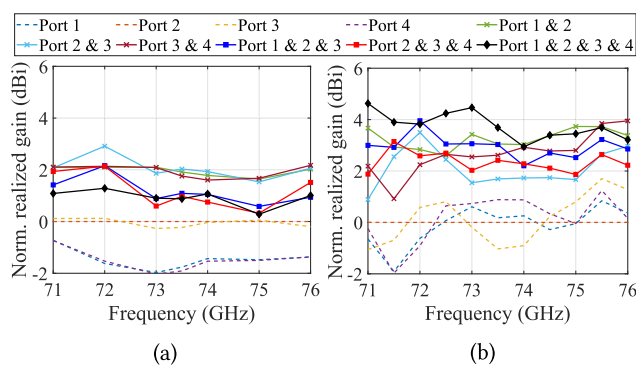 Port 1 Port 2 Port 3 Port 4 Port 1 & 2
Port 2 & 3 Port 3 & 4 Port 1 & 2 & 3 Port 2 & 3 & 4 Port 1 & 2 & 3 & 4
6
4
2
0
-2
Norm. realized gain (dBi)
71 72 73 74 75 76
Frequency (GHz)
(a)
6
4
2
0
-2
Norm. realized gain (dBi)
71 72 73 74 75 76
Frequency (GHz)
(b)